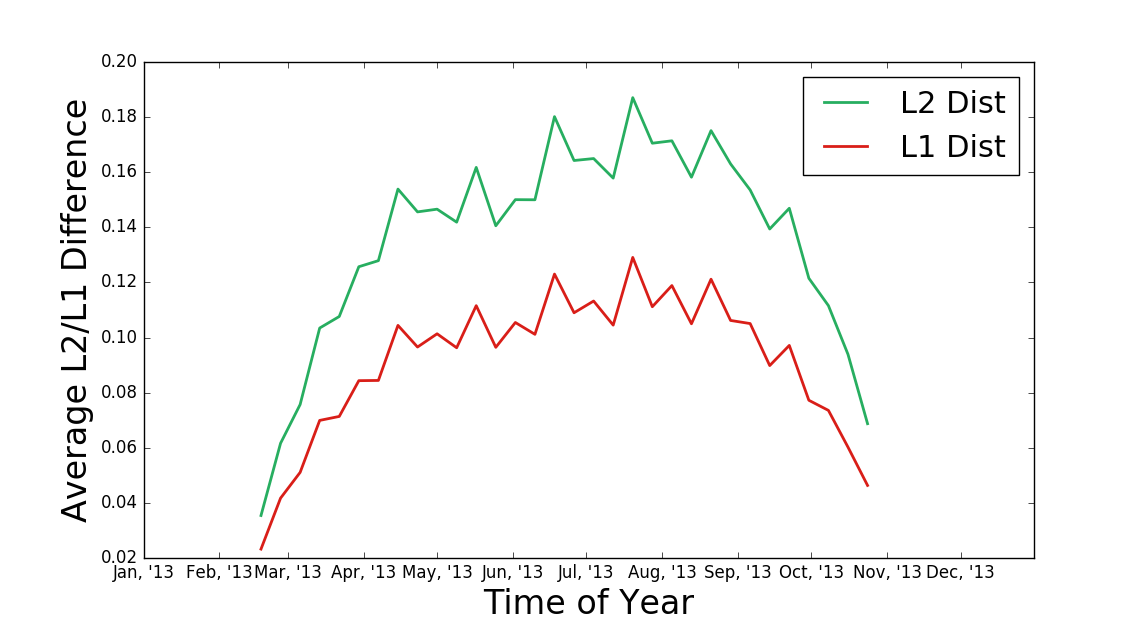 0.20
0.18
0.16
0.14
0.12
0.10
0.08
0.06
0.04
0.02
Average L2/L1 Difference
L2 Dist
L1 Dist
Jan, '13 Feb, '13 Mar, '13 Apr, '13 May, '13 Jun, '13 Jul, '13 Aug, '13 Sep, '13 Oct, '13 Nov, '13 Dec, '13
Time of Year